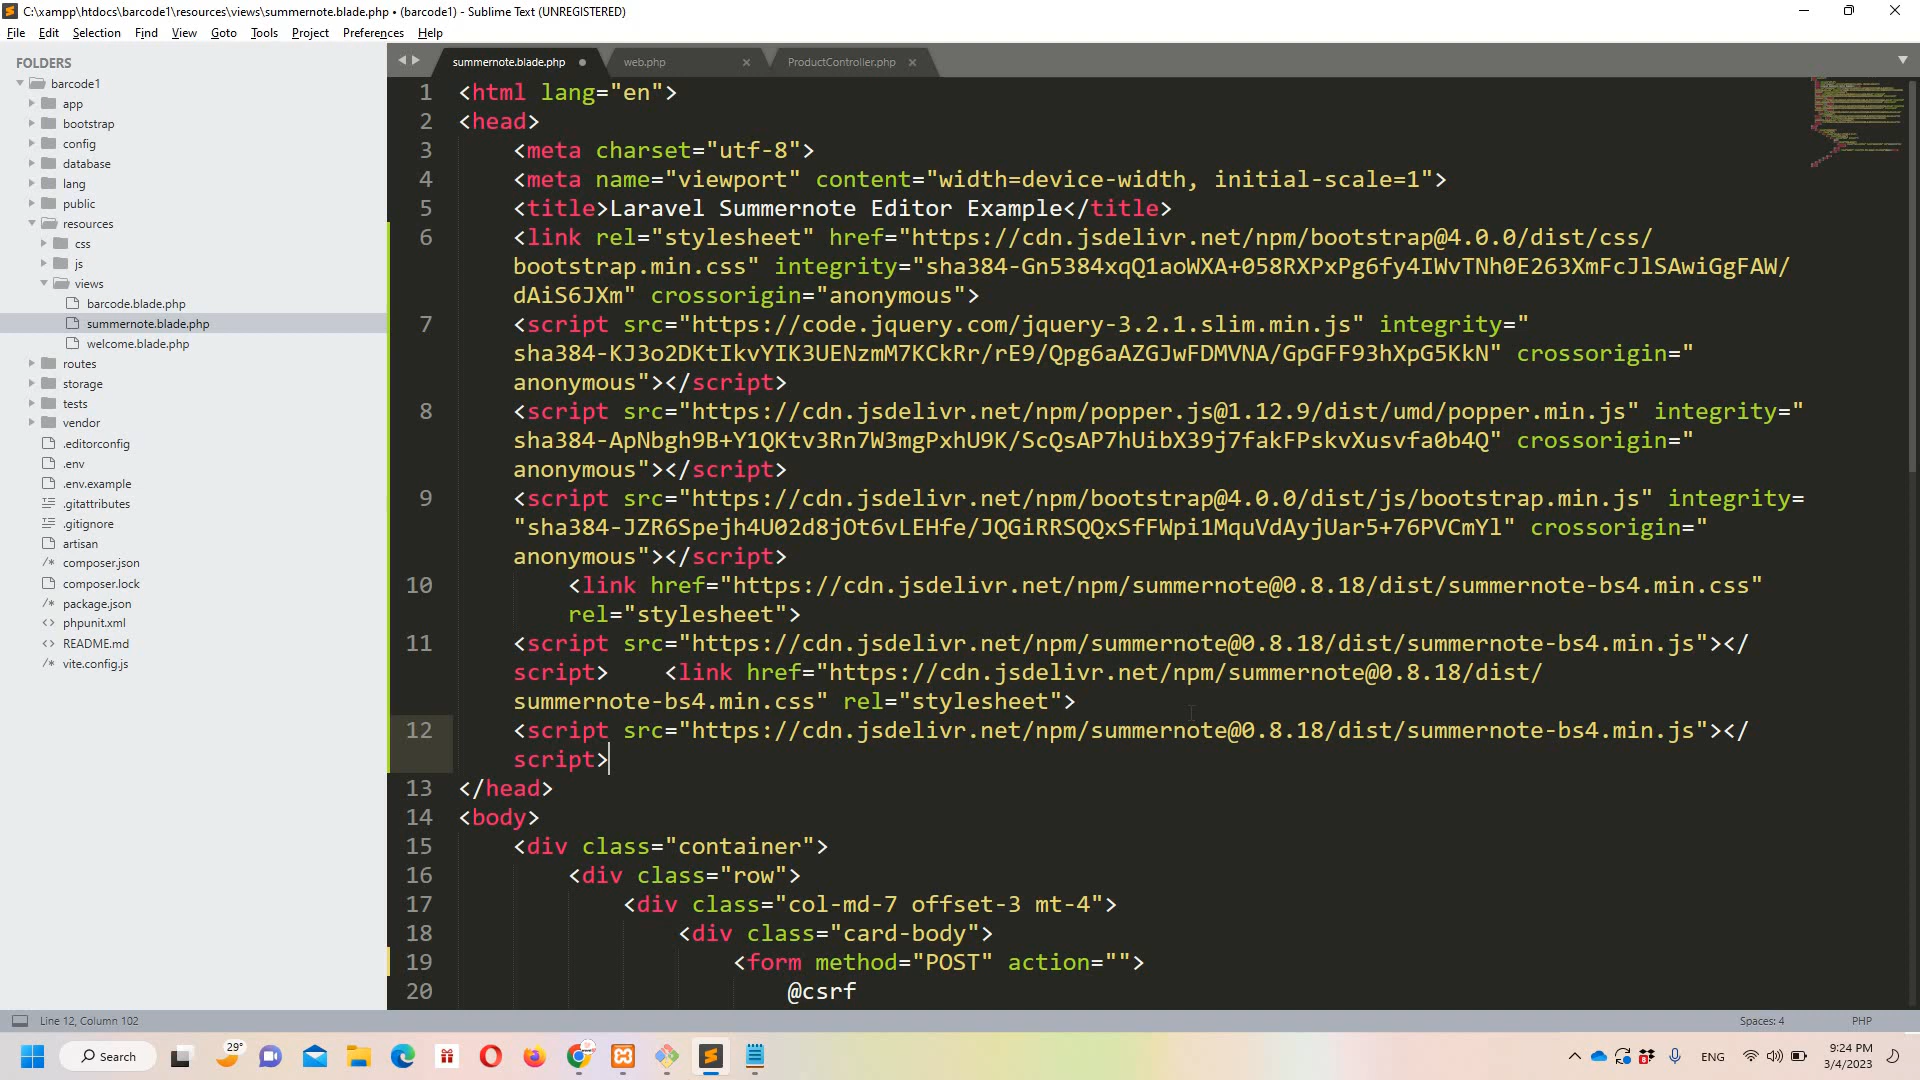 C:\xampp\htdocs\barcode1\resources\views\summernote.blade.php • (barcode1) - Sublime Text (UNREGISTERED)
File Edit Selection Find View Goto Tools Project Preferences Help
FOLDERS
barcode1
app
bootstrap
config
database
lang
public
resources
css
js
views
barcode.blade.php
summernote.blade.php
welcome.blade.php
routes
storage
tests
vendor
.editorconfig
.env
.env.example
.gitattributes
.gitignore
artisan
composer.json
composer.lock
package.json
phpunit.xml
README.md
vite.config.js
summernote.blade.php web.php ProductController.php
1 <html lang="en">
2 <head>
3 <meta charset="utf-8">
4 <meta name="viewport" content="width=device-width, initial-scale=1">
5 <title>Laravel Summernote Editor Example</title>
6 <link rel="stylesheet" href="https://cdn.jsdelivr.net/npm/bootstrap@4.0.0/dist/css/
bootstrap.min.css" integrity="sha384-Gn5384xqQ1aoWXA+058RXPxPg6fy4IWvTNh0E263XmFcJlSAwiGgFAW/
dAiS6JXm" crossorigin="anonymous">
7 <script src="https://code.jquery.com/jquery-3.2.1.slim.min.js" integrity="
sha384-KJ3o2DKtIkvYIK3UENzmM7KCkRr/rE9/Qpg6aAZGJwFDMVNA/GpGFF93hXpG5KkN" crossorigin="
anonymous"></script>
8 <script src="https://cdn.jsdelivr.net/npm/popper.js@1.12.9/dist/umd/popper.min.js" integrity="
sha384-ApNbgh9B+Y1QKtv3Rn7W3mgPxhU9K/ScQsAP7hUibX39j7fakFPskvXusvfa0b4Q" crossorigin="
anonymous"></script>
9 <script src="https://cdn.jsdelivr.net/npm/bootstrap@4.0.0/dist/js/bootstrap.min.js" integrity=
"sha384-JZR6Spejh4U02d8jOt6vLEHfe/JQGiRRSQQxSfFWpi1MquVdAyjUar5+76PVCmYl" crossorigin="
anonymous"></script>
10 <link href="https://cdn.jsdelivr.net/npm/summernote@0.8.18/dist/summernote-bs4.min.css"
rel="stylesheet">
11 <script src="https://cdn.jsdelivr.net/npm/summernote@0.8.18/dist/summernote-bs4.min.js"></
script> <link href="https://cdn.jsdelivr.net/npm/summernote@0.8.18/dist/
summernote-bs4.min.css" rel="stylesheet">
12 <script src="https://cdn.jsdelivr.net/npm/summernote@0.8.18/dist/summernote-bs4.min.js"></
script>
13 </head>
14 <body>
15 <div class="container">
16 <div class="row">
17 <div class="col-md-7 offset-3 mt-4">
18 <div class="card-body">
19 <form method="POST" action="">
20 @csrf
Line 12, Column 102 Spaces: 4 PHP
29° Search ENG 9:24 PM
3/4/2023